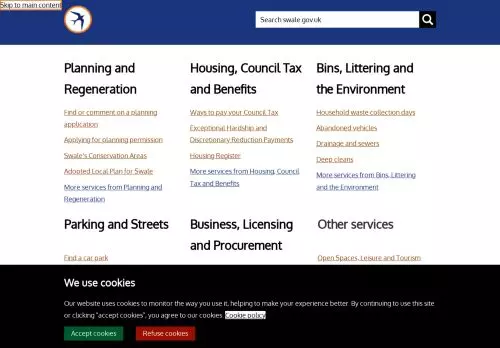 Skip to main content
Search swale.gov.uk
Planning and
Regeneration
Find or comment on a planning
application
Applying for planning permission
Swale's Conservation Areas
Adopted Local Plan for Swale
More services from Planning and
Regeneration
Housing, Council Tax
and Benefits
Ways to pay your Council Tax
Exceptional Hardship and
Discretionary Reduction Payments
Housing Register
More services from Housing, Council
Tax and Benefits
Bins, Littering and
the Environment
Household waste collection days
Abandoned vehicles
Drainage and sewers
Deep cleans
More services from Bins, Littering
and the Environment
Parking and Streets
Find a car park
Business, Licensing
and Procurement
Other services
Open Spaces, Leisure and Tourism
We use cookies
Our website uses cookies to monitor the way you use it, helping to make your experience better. By continuing to use this site
or clicking "accept cookies", you agree to our cookies. Cookie policy
Accept cookies
Refuse cookies